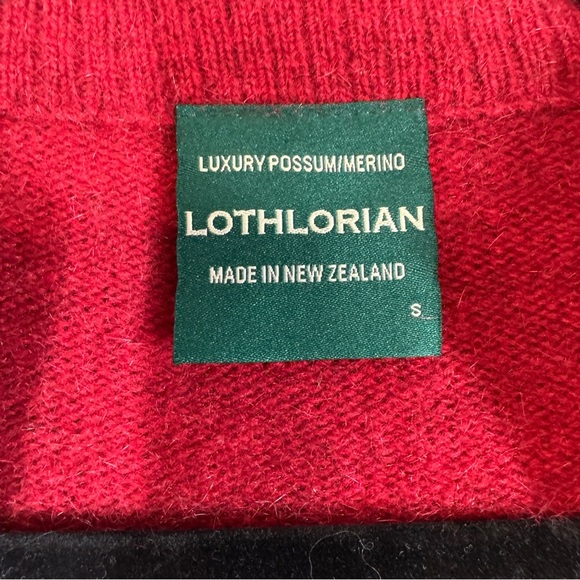 LUXURY POSSUM/MERINO
LOTHLORIAN
MADE IN NEW ZEALAND
S